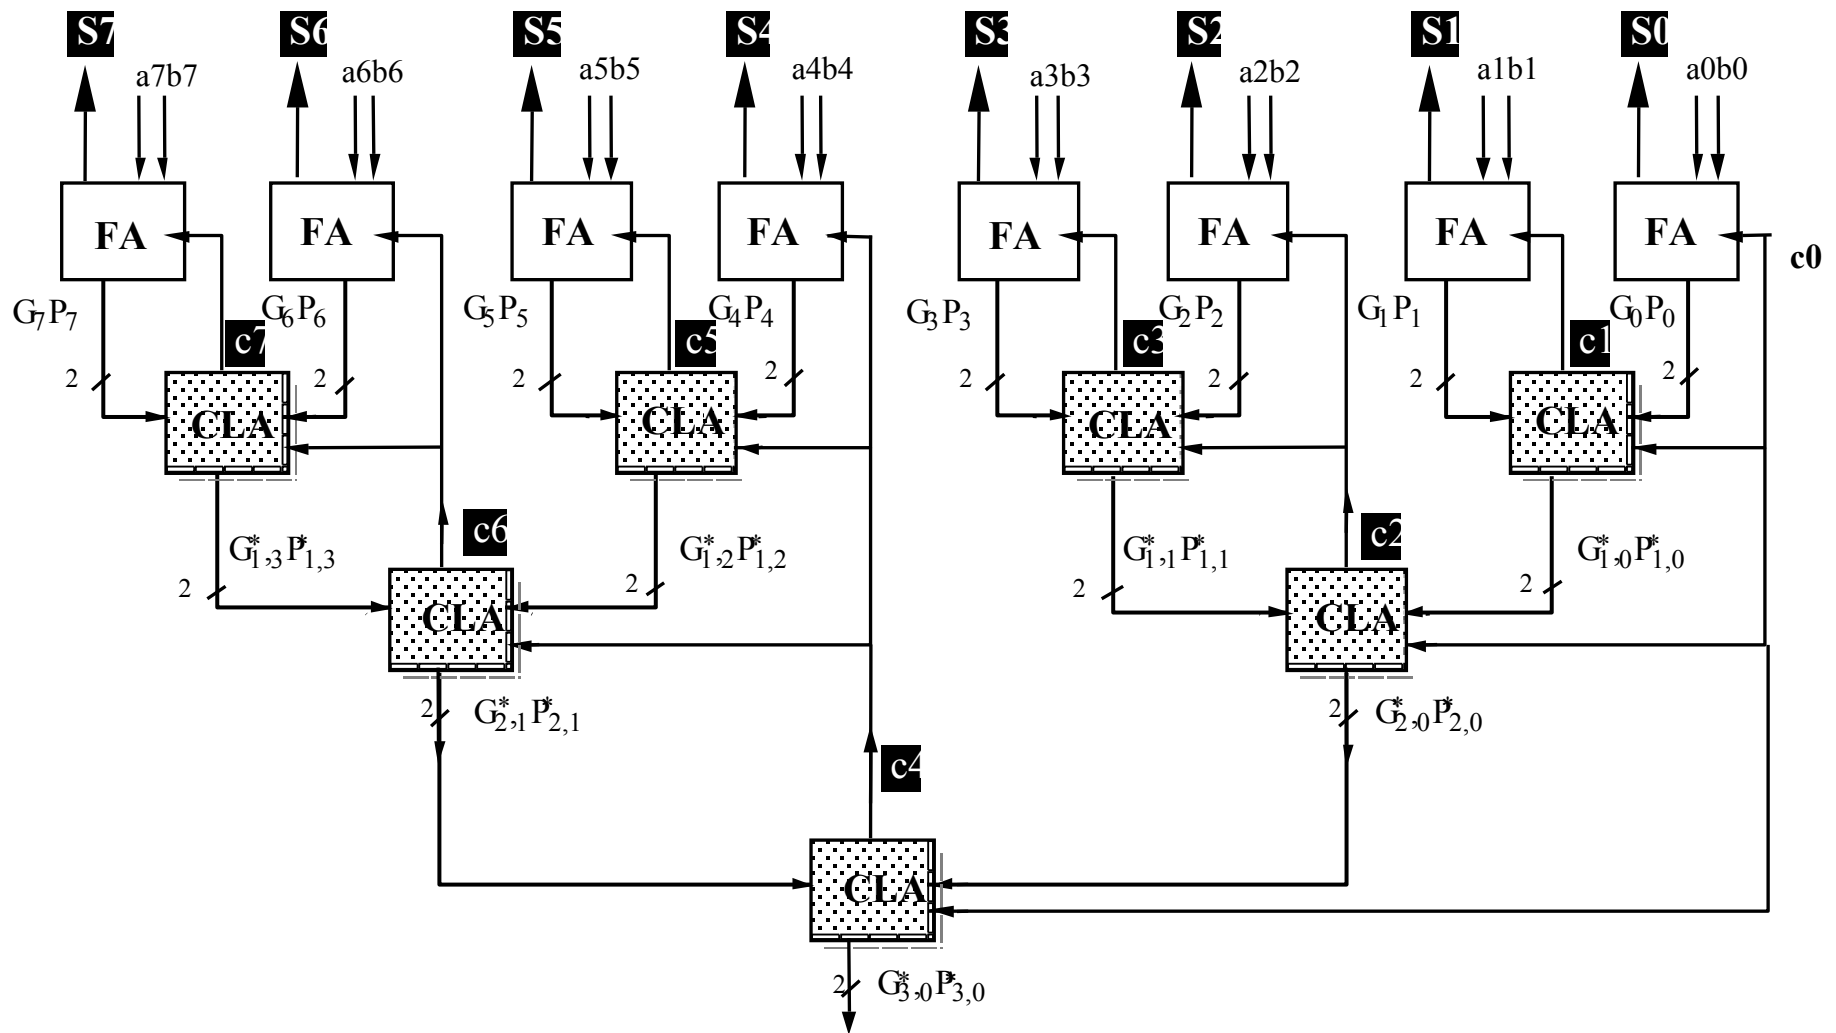 S7 S6 S5 S4 S3 S2 S1 S0
a7b7 a6b6 a5b5 a4b4 a3b3 a2b2 a1b1 a0b0
FA FA FA FA FA FA FA FA
c0
G7P7 G6P6 G5P5 G4P4 G3P3 G2P2 G1P1 G0P0
c7 c5 c3 c1
2 2 2 2 2 2 2 2
CLA CLA CLA CLA
c6 c2
G*1,3P*1,3 G*1,2P*1,2 G*1,1P*1,1 G*1,0P*1,0
2 2 2 2
CLA CLA
2 G*2,1P*2,1 2 G*2,0P*2,0
c4
CLA
2 G*3,0P*3,0